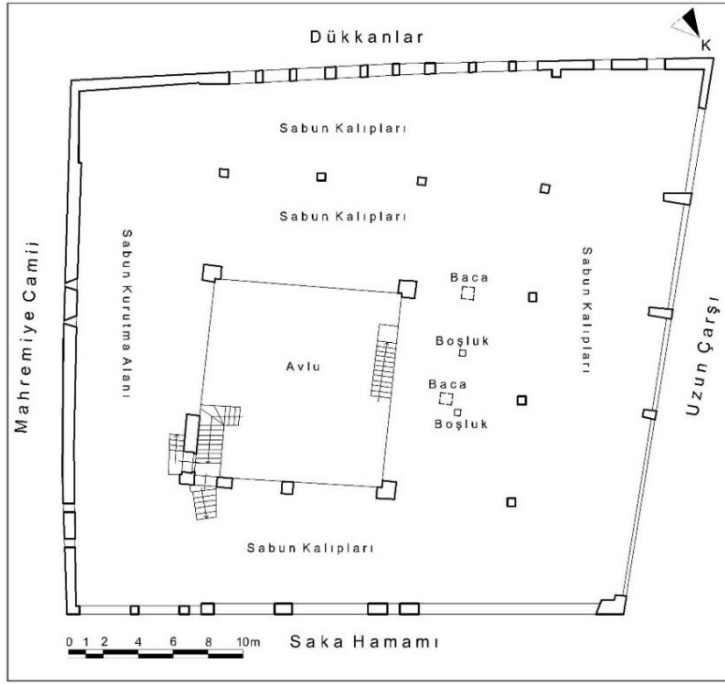 Dükkanlar
K
Sabun Kalıpları
Sabun Kalıpları
Mahremiye Camii
Sabun Kurutma Alanı
Avlu
Baca
Boşluk
Baca
Boşluk
Sabun Kalıpları
Uzun Çarşı
Sabun Kalıpları
0 1 2 4 6 8 10m
Saka Hamamı